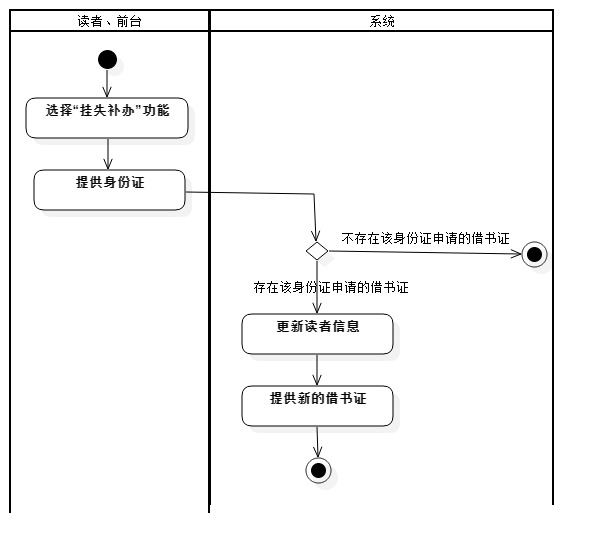 读者、前台
系统
选择“挂失补办”功能
提供身份证
不存在该身份证申请的借书证
存在该身份证申请的借书证
更新读者信息
提供新的借书证